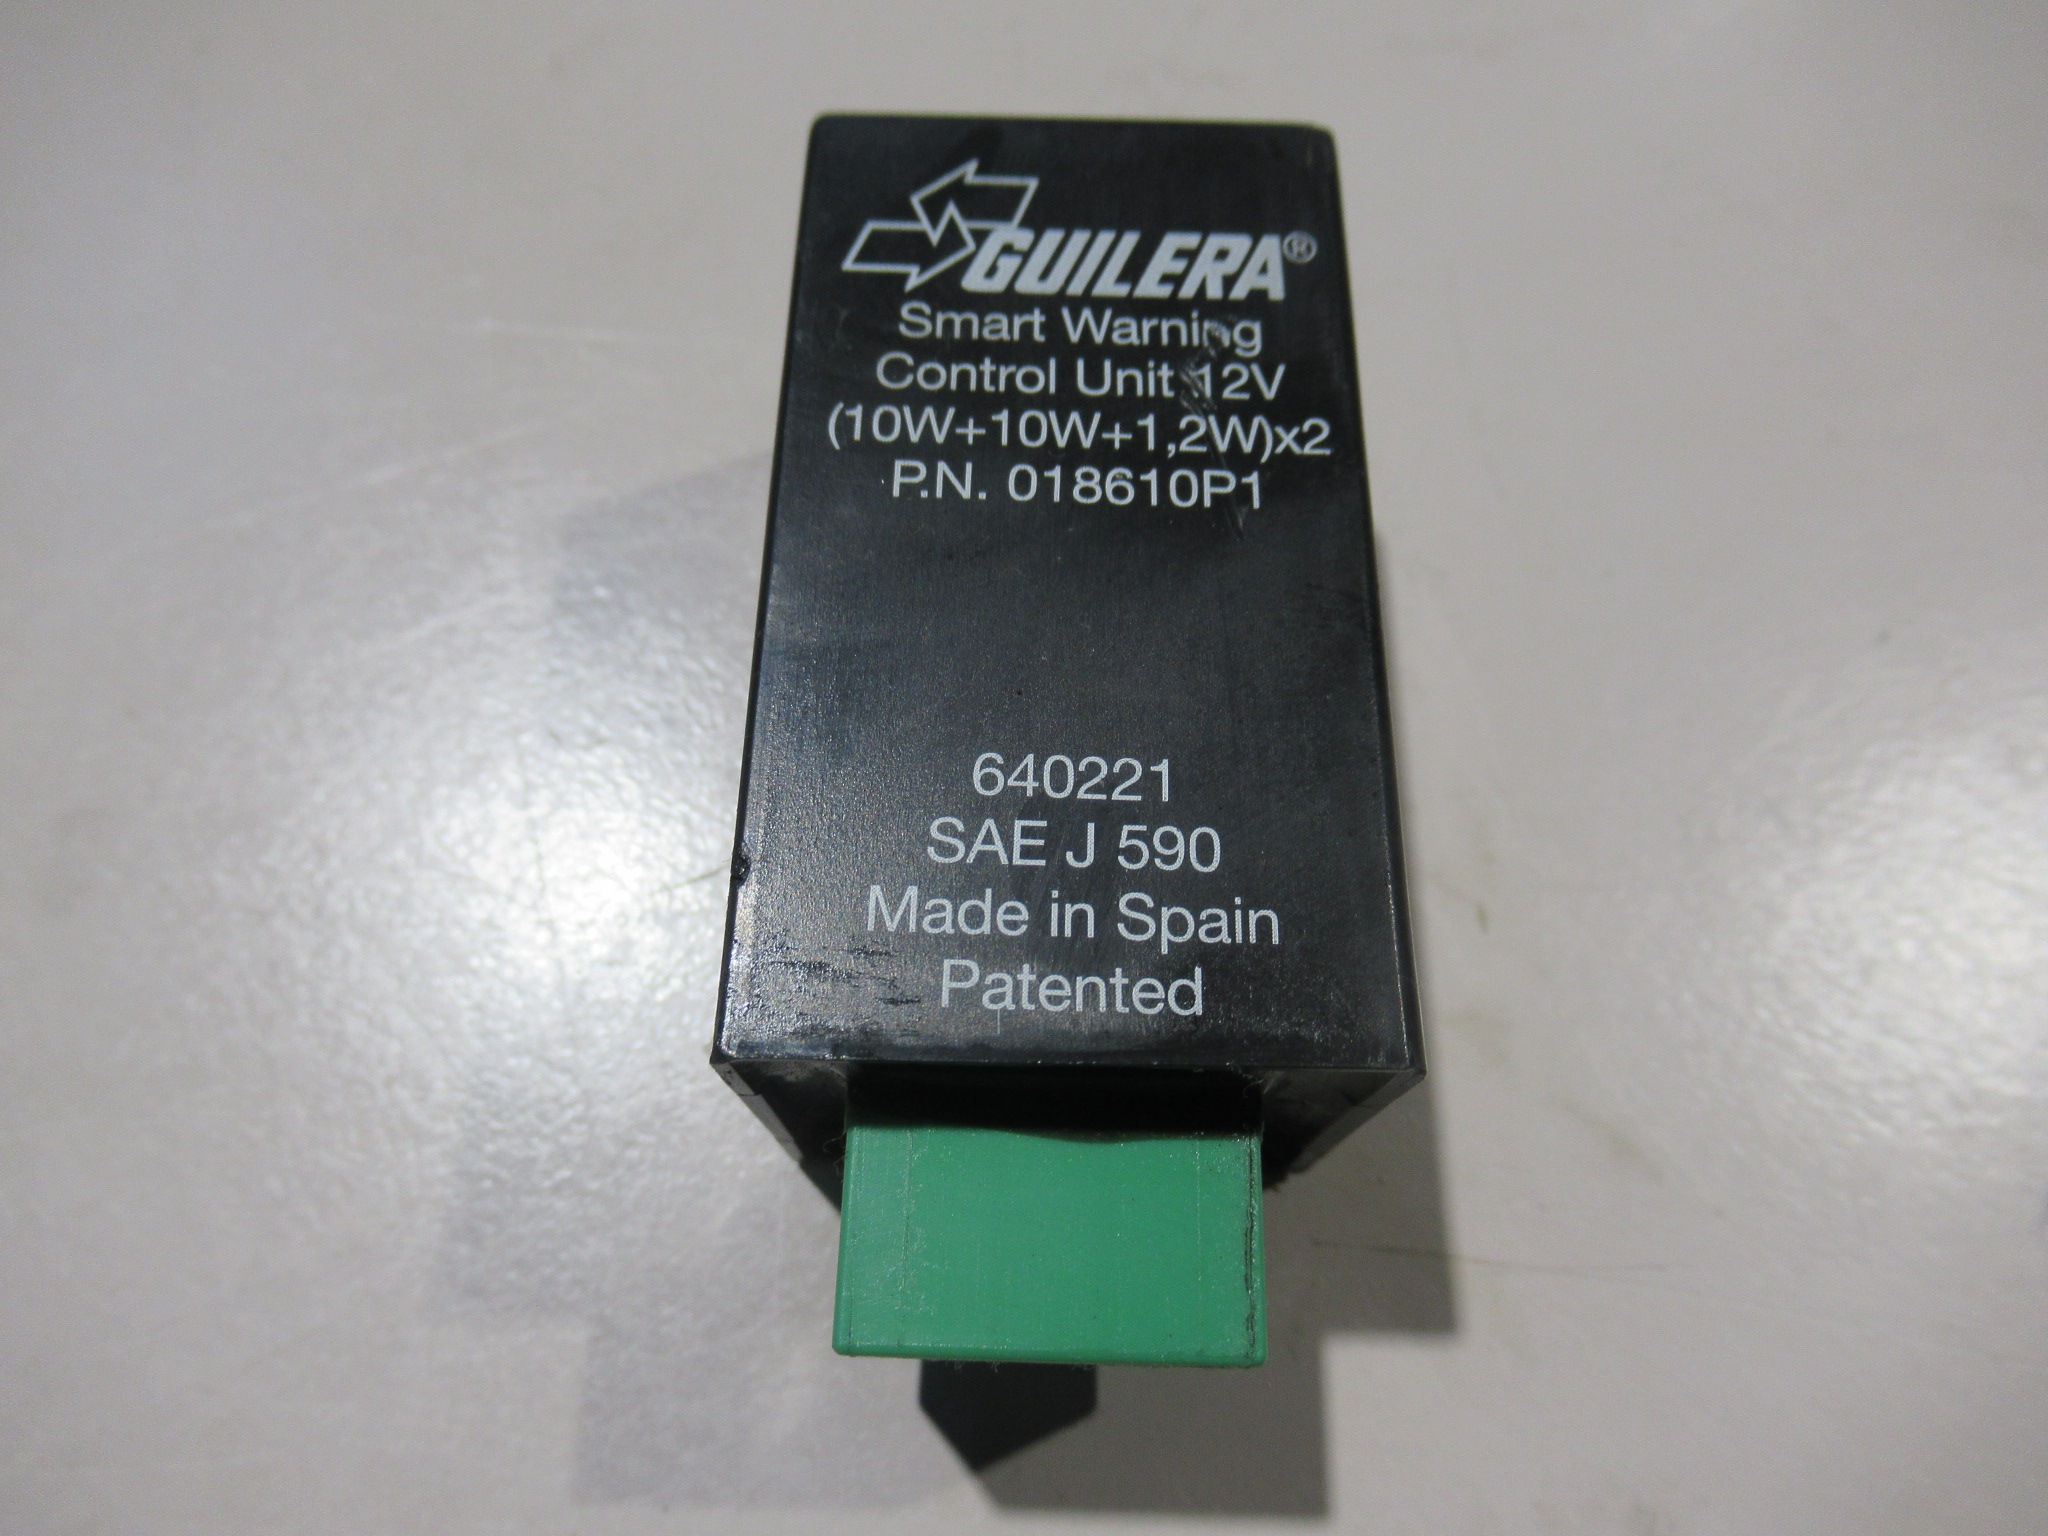 GUILERA®
Smart Warning
Control Unit 12V
(10W+10W+1,2W)x2
P.N. 018610P1
640221
SAE J 590
Made in Spain
Patented